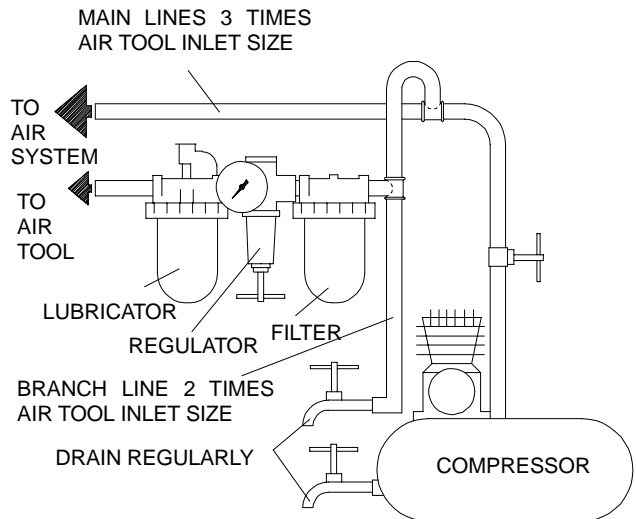 MAIN LINES 3 TIMES
AIR TOOL INLET SIZE
TO
AIR
SYSTEM
TO
AIR
TOOL
LUBRICATOR
REGULATOR
FILTER
BRANCH LINE 2 TIMES
AIR TOOL INLET SIZE
DRAIN REGULARLY
COMPRESSOR